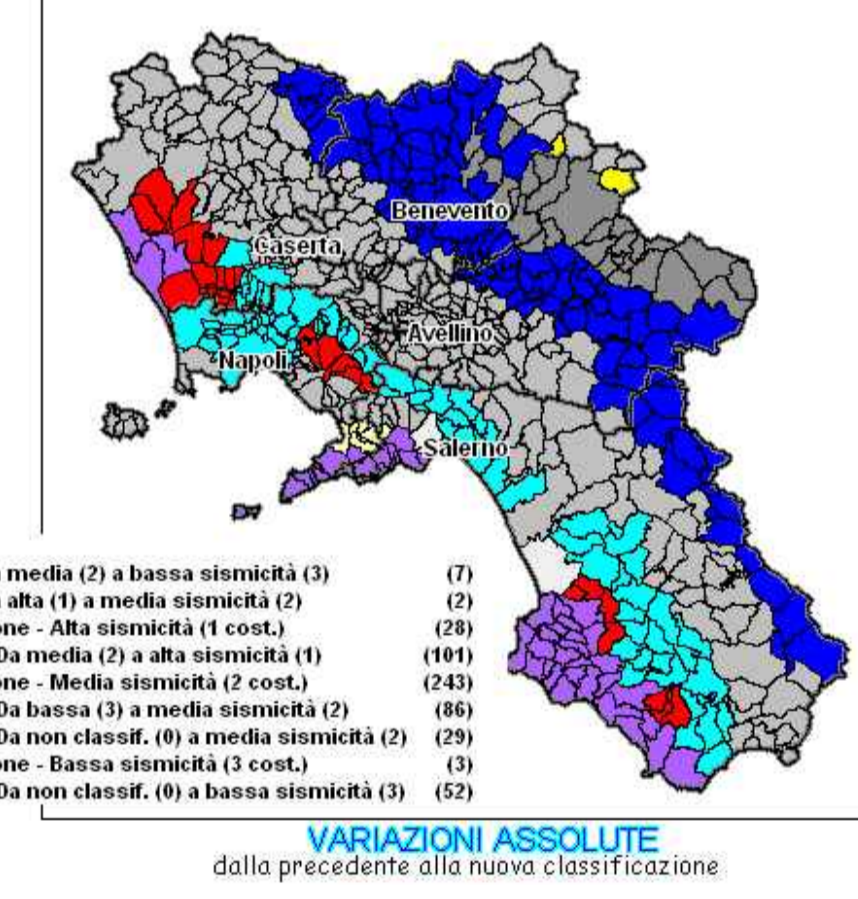 Benevento
Caserta
Avellino
Napoli
Salerno
media (2) a bassa sismicità (3) (7)
alta (1) a media sismicità (2) (2)
one - Alta sismicità (1 cost.) (28)
Da media (2) a alta sismicità (1) (101)
one - Media sismicità (2 cost.) (243)
Da bassa (3) a media sismicità (2) (86)
Da non classif. (0) a media sismicità (2) (29)
one - Bassa sismicità (3 cost.) (3)
Da non classif. (0) a bassa sismicità (3) (52)
VARIAZIONI ASSOLUTE
dalla precedente alla nuova classificazione